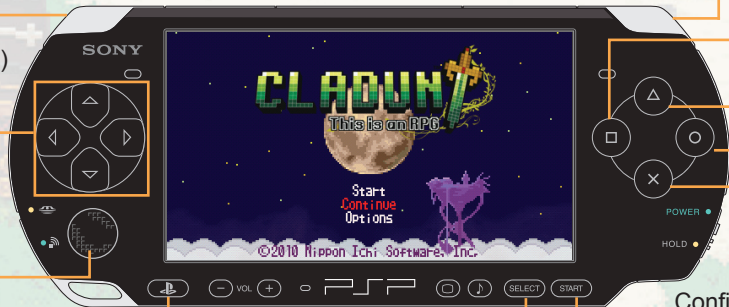 )
SONY
CLADUN
This is an RPG
Start
Continue
Options
©2010 Nippon Ichi Software, Inc.
POWER
HOLD
VOL
PSP
SELECT
START
Confi